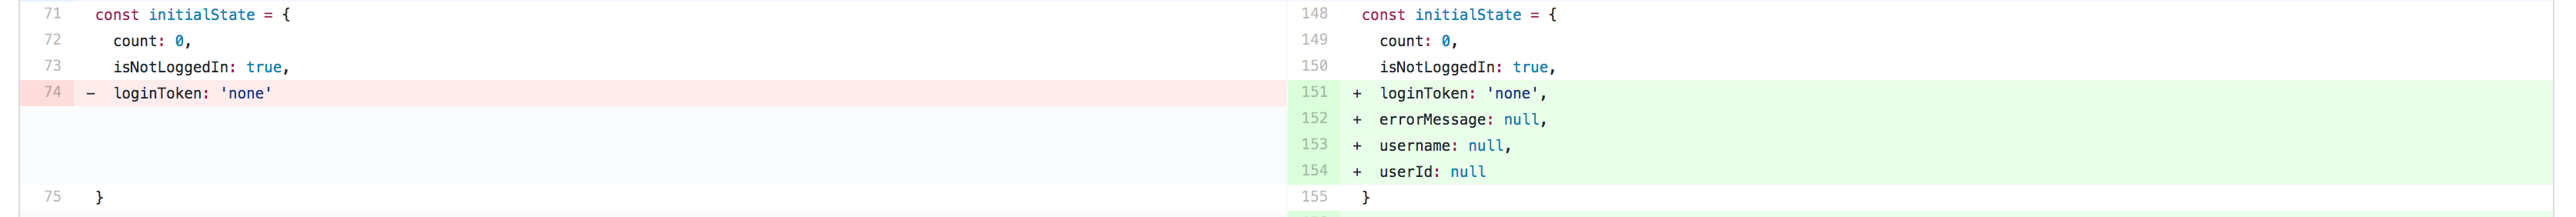 71 const initialState = {
72 count: 0,
73 isNotLoggedIn: true,
74 - loginToken: 'none'
75 }
148 const initialState = {
149 count: 0,
150 isNotLoggedIn: true,
151 + loginToken: 'none',
152 + errorMessage: null,
153 + username: null,
154 + userId: null
155 }